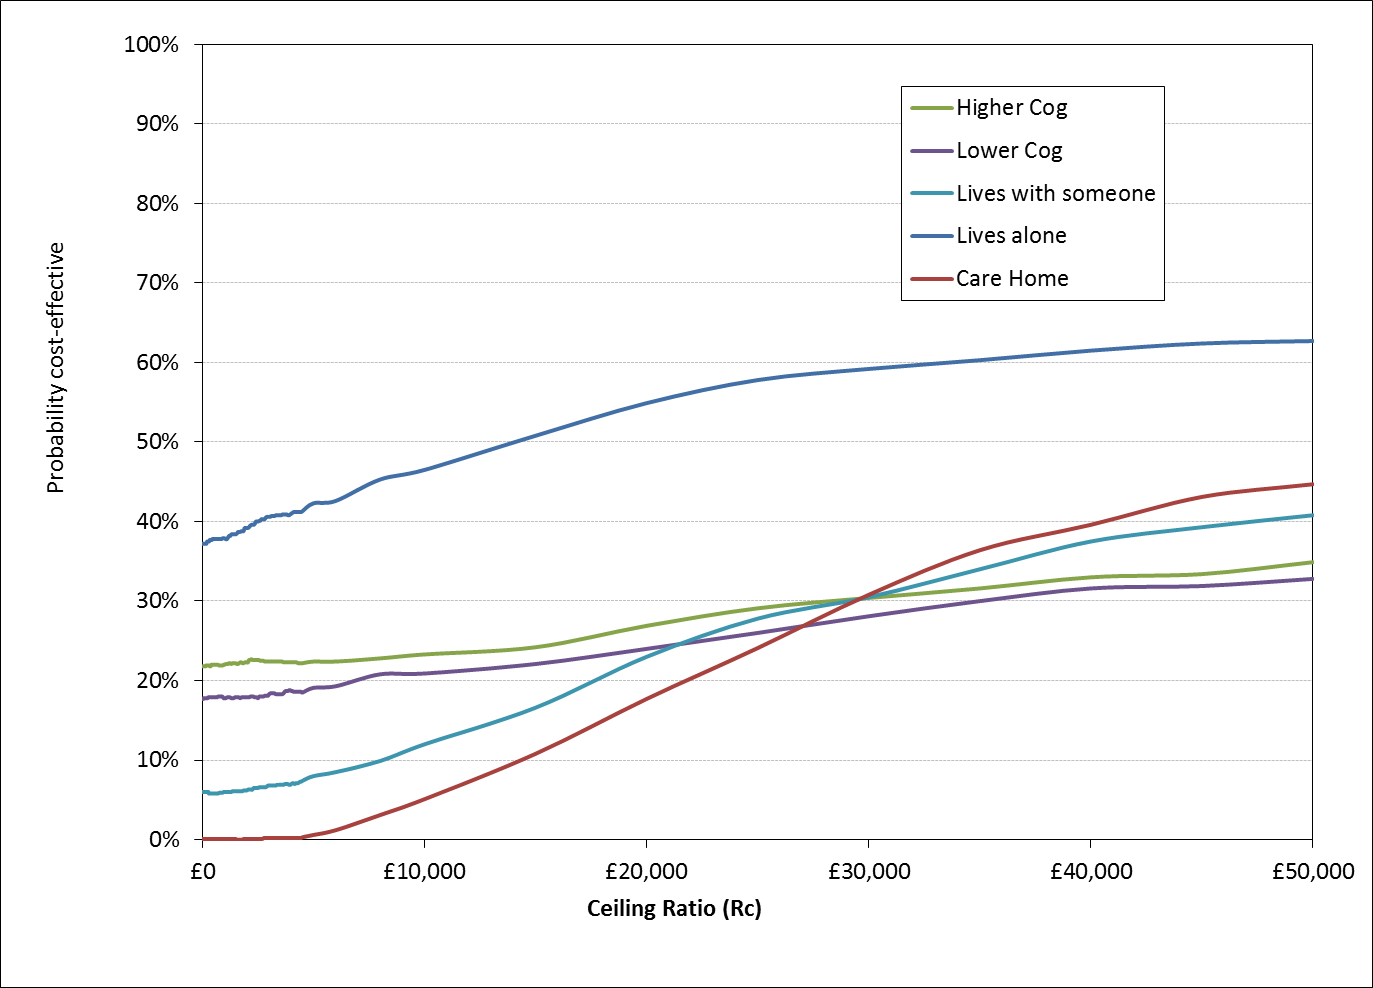 100%
90%
80%
70%
60%
50%
40%
30%
20%
10%
0%
Probability cost-effective
Higher Cog
Lower Cog
Lives with someone
Lives alone
Care Home
£0 £10,000 £20,000 £30,000 £40,000 £50,000
Ceiling Ratio (Rc)